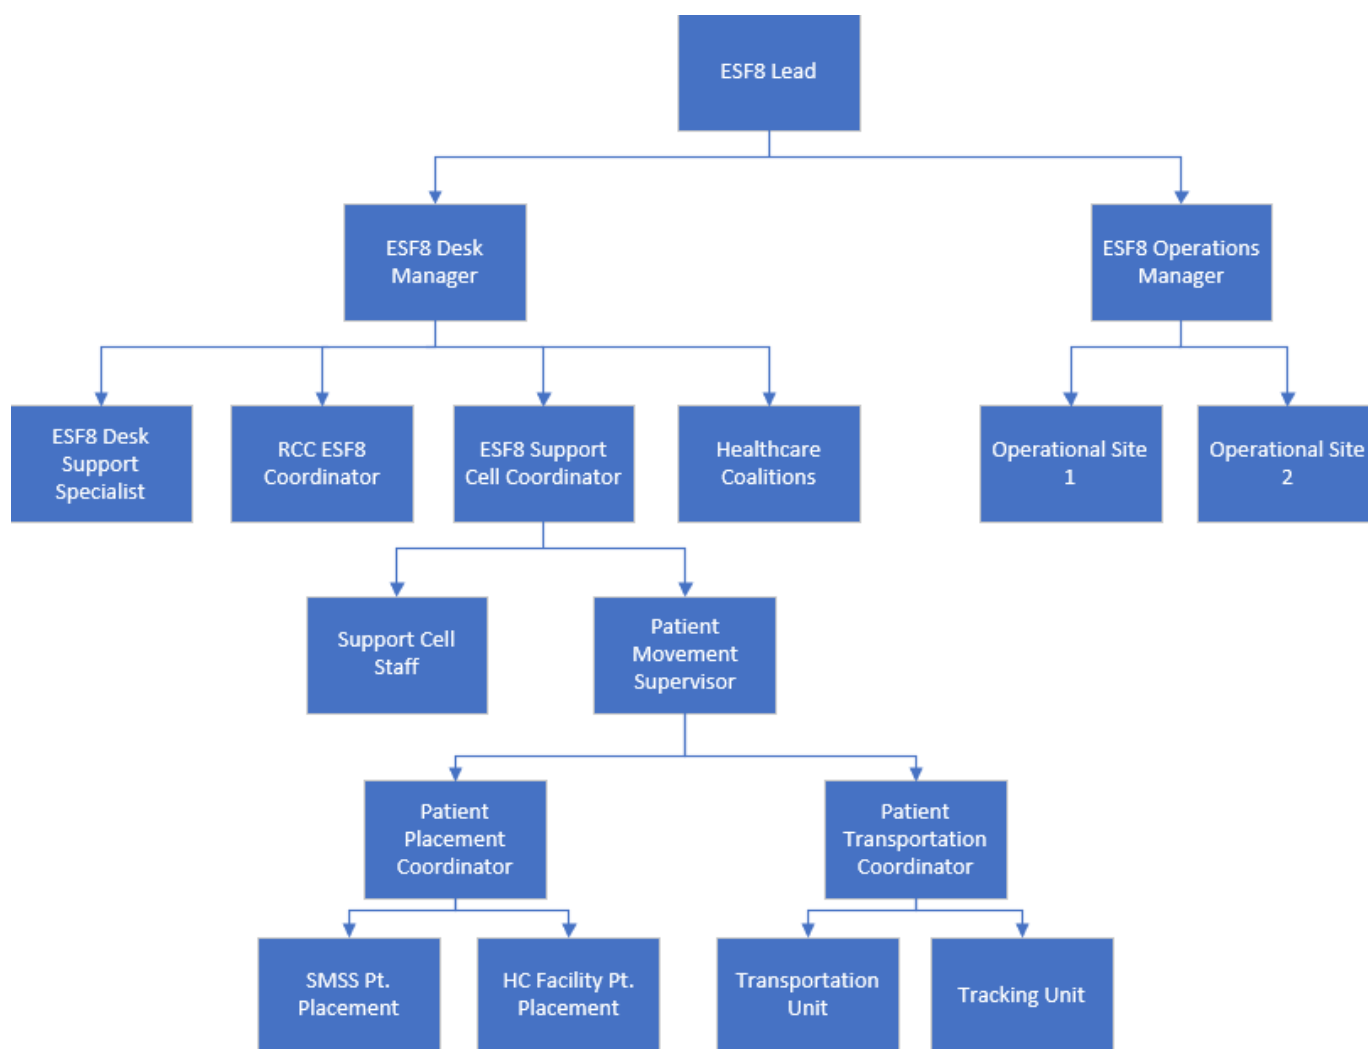 ESF8 Lead
ESF8 Desk
Manager
ESF8 Operations
Manager
ESF8 Desk
Support
Specialist
RCC ESF8
Coordinator
ESF8 Support
Cell Coordinator
Healthcare
Coalitions
Operational Site
1
Operational Site
2
Support Cell
Staff
Patient
Movement
Supervisor
Patient
Placement
Coordinator
Patient
Transportation
Coordinator
SMSS Pt.
Placement
HC Facility Pt.
Placement
Transportation
Unit
Tracking Unit